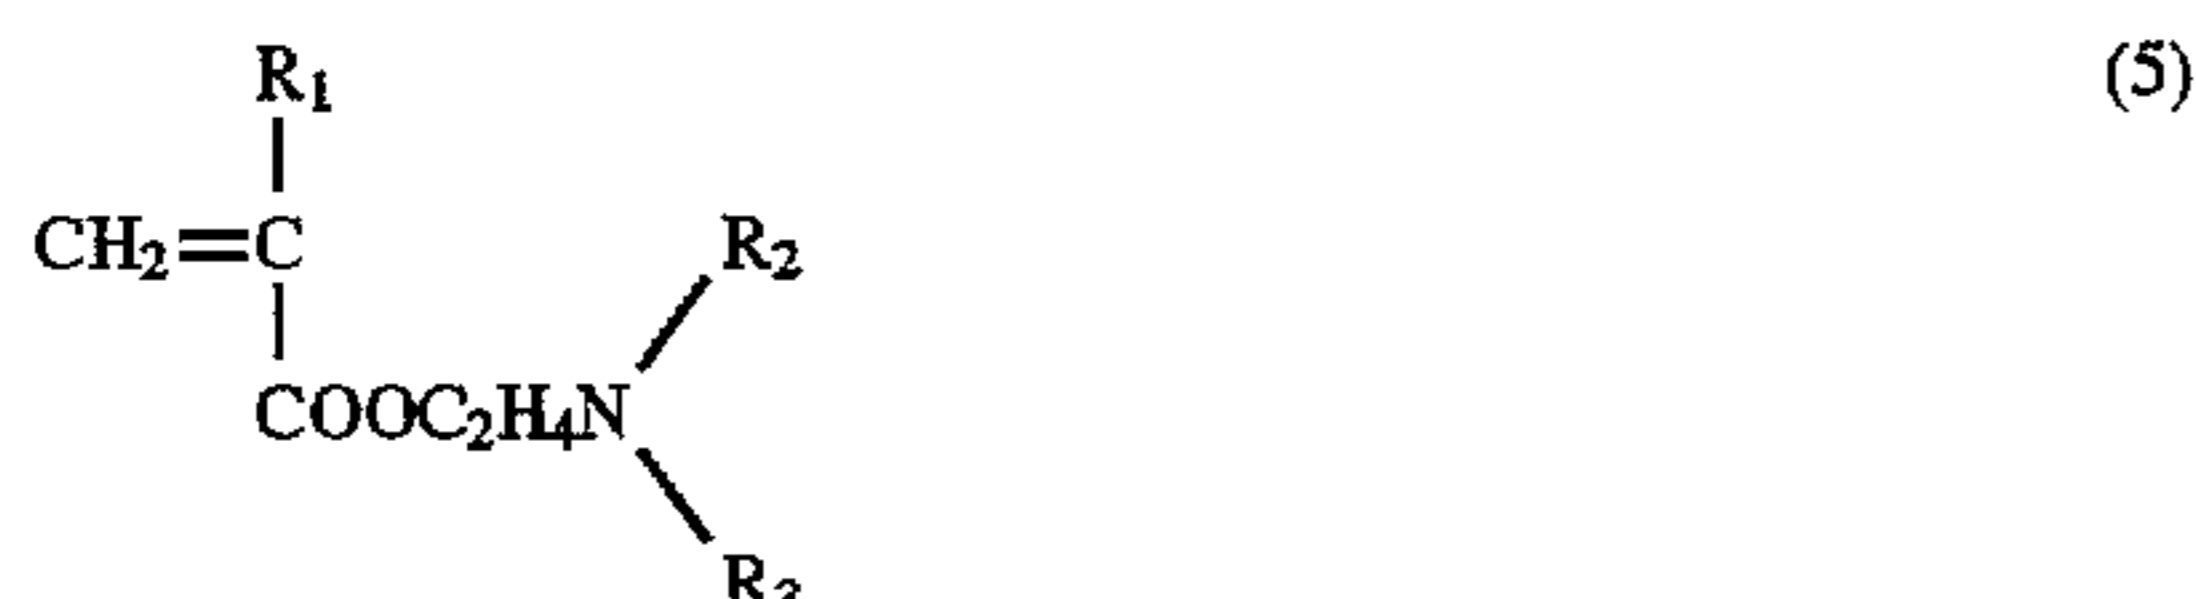 R₁ (5)
CH₂=C R₂
COOC₂H₄N
R₃